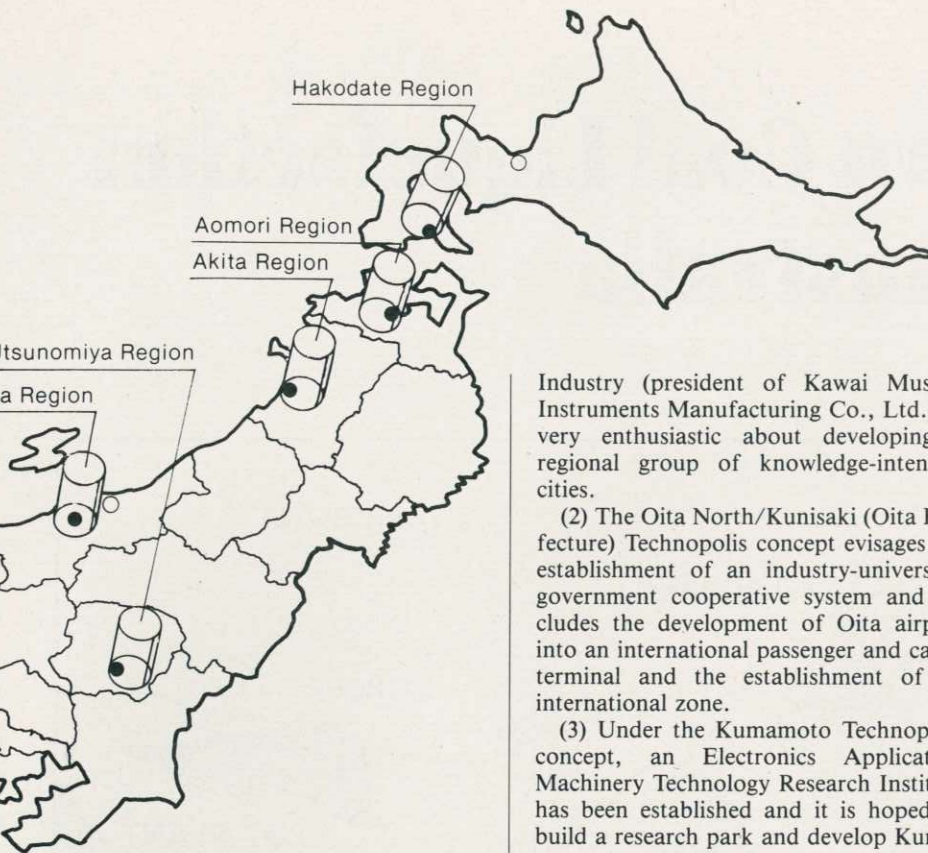 Hakodate Region
Aomori Region
Akita Region
Utsunomiya Region
a Region
Industry (president of Kawai Mus
Instruments Manufacturing Co., Ltd.
very enthusiastic about developing
regional group of knowledge-inten
cities.
(2) The Oita North/Kunisaki (Oita P
fecture) Technopolis concept evisages
establishment of an industry-univers
government cooperative system and
cludes the development of Oita airp
into an international passenger and ca
terminal and the establishment of
international zone.
(3) Under the Kumamoto Technop
concept, an Electronics Applicat
Machinery Technology Research Instit
has been established and it is hoped
build a research park and develop Kum